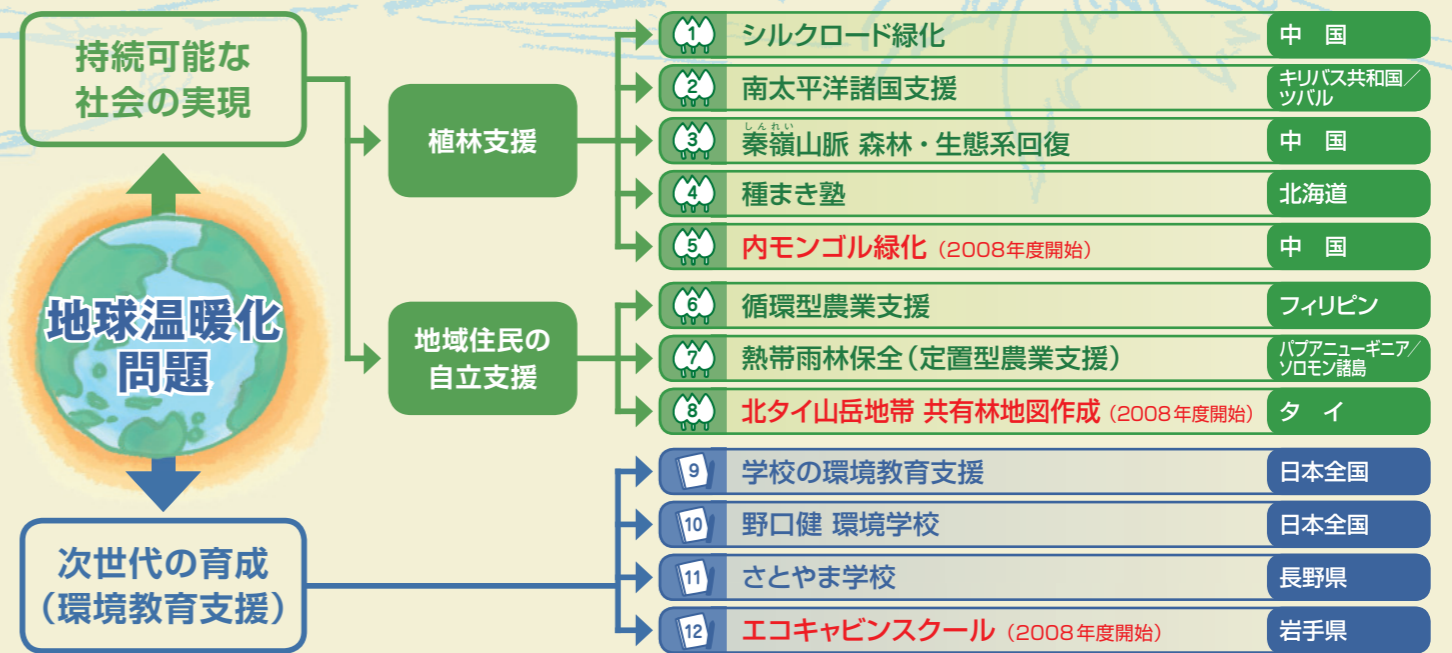 持続可能な
社会の実現
地球温暖化
問題
次世代の育成
（環境教育支援）
植林支援
地域住民の
自立支援
1 シルクロード緑化 中　国
2 南太平洋諸国支援 キリバス共和国／
ツバル
しんれい
3 秦嶺山脈 森林・生態系回復 中　国
4 種まき塾 北海道
5 内モンゴル緑化（2008年度開始） 中　国
6 循環型農業支援 フィリピン
7 熱帯雨林保全（定置型農業支援） パプアニューギニア／
ソロモン諸島
8 北タイ山岳地帯 共有林地図作成（2008年度開始） タ　イ
9 学校の環境教育支援 日本全国
10 野口健 環境学校 日本全国
11 さとやま学校 長野県
12 エコキャビンスクール（2008年度開始） 岩手県